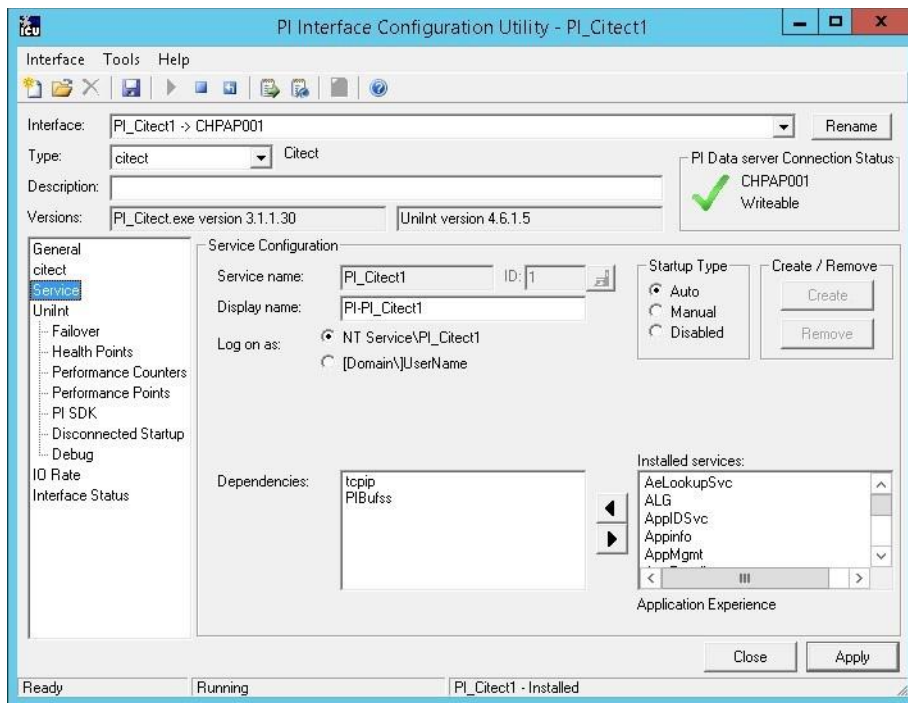 icu
PI Interface Configuration Utility - PI_Citect1
Interface Tools Help
Interface: PI_Citect1 -> CHPAP001 Rename
Type: citect Citect
PI Data server Connection Status
CHPAP001
Writeable
Description:
Versions: PI_Citect.exe version 3.1.1.30 UniInt version 4.6.1.5
General
citect
Service
UniInt
Failover
Health Points
Performance Counters
Performance Points
PI SDK
Disconnected Startup
Debug
IO Rate
Interface Status
Service Configuration
Service name: PI_Citect1 ID: 1
Display name: PI-PI_Citect1
Log on as: NT Service\PI_Citect1
[Domain\]UserName
Startup Type
Auto
Manual
Disabled
Create / Remove
Create
Remove
Dependencies:
tcpip
PIBufss
Installed services:
AeLookupSvc
ALG
AppIDSvc
Appinfo
AppMgmt
Application Experience
Close Apply
Ready Running PI_Citect1 - Installed